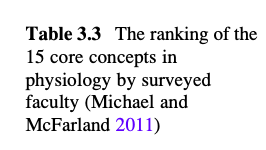 Table 3.3 The ranking of the
15 core concepts in
physiology by surveyed
faculty (Michael and
McFarland 2011)